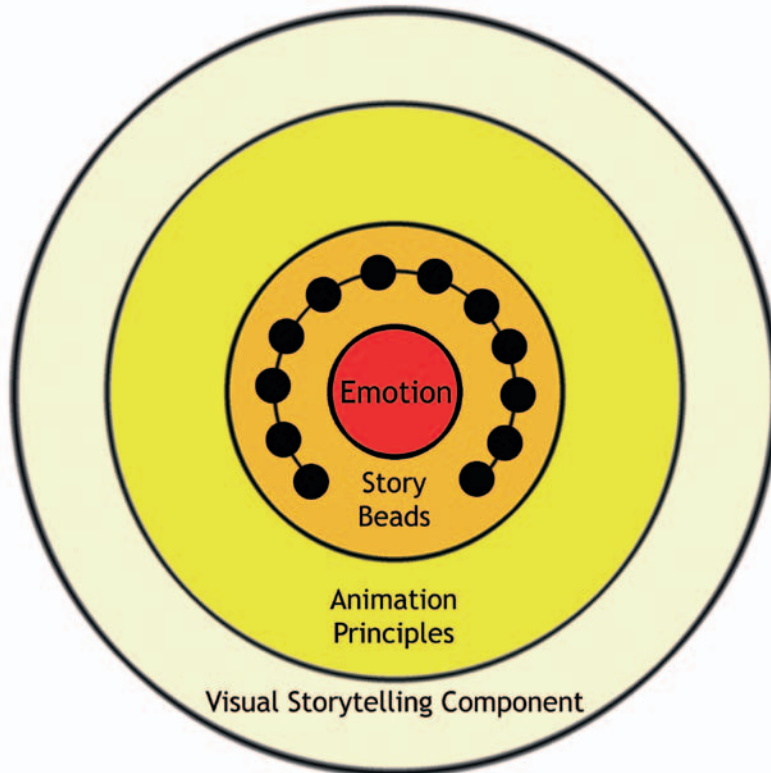 Emotion
Story
Beads
Animation
Principles
Visual Storytelling Component